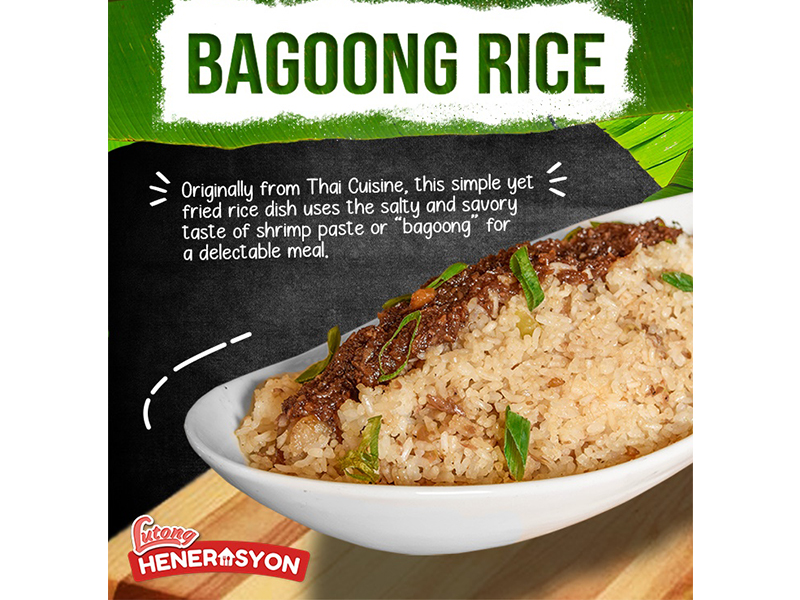 BAGOONG RICE
Originally from Thai Cuisine, this simple yet
fried rice dish uses the salty and savory
taste of shrimp paste or “bagoong” for
a delectable meal.
Lutong
HENERASYON